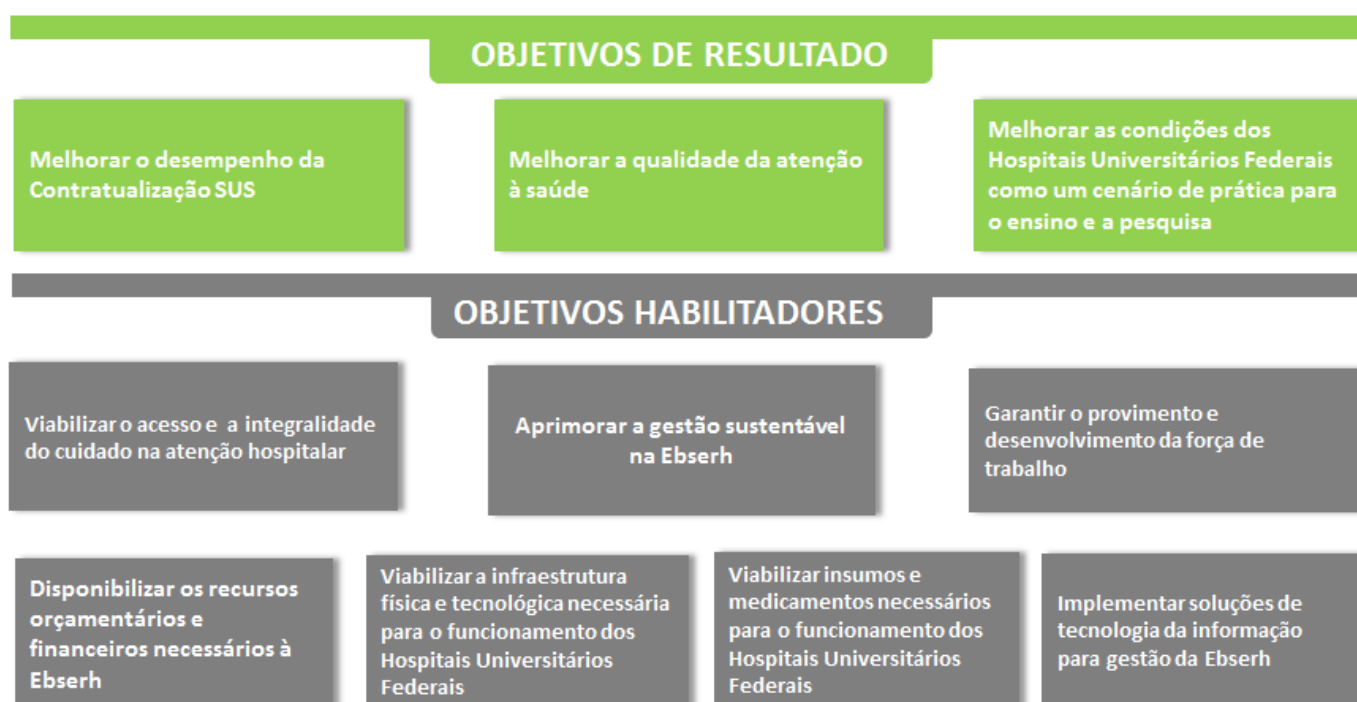 OBJETIVOS DE RESULTADO
Melhorar o desempenho da
Contratualização SUS
Melhorar a qualidade da atenção
à saúde
Melhorar as condições dos
Hospitais Universitários Federais
como um cenário de prática para
o ensino e a pesquisa
OBJETIVOS HABILITADORES
Viabilizar o acesso e a integralidade
do cuidado na atenção hospitalar
Aprimorar a gestão sustentável
na Ebserh
Garantir o provimento e
desenvolvimento da força de
trabalho
Disponibilizar os recursos
orçamentários e
financeiros necessários à
Ebserh
Viabilizar a infraestrutura
física e tecnológica necessária
para o funcionamento dos
Hospitais Universitários
Federais
Viabilizar insumos e
medicamentos necessários
para o funcionamento dos
Hospitais Universitários
Federais
Implementar soluções de
tecnologia da informação
para gestão da Ebserh